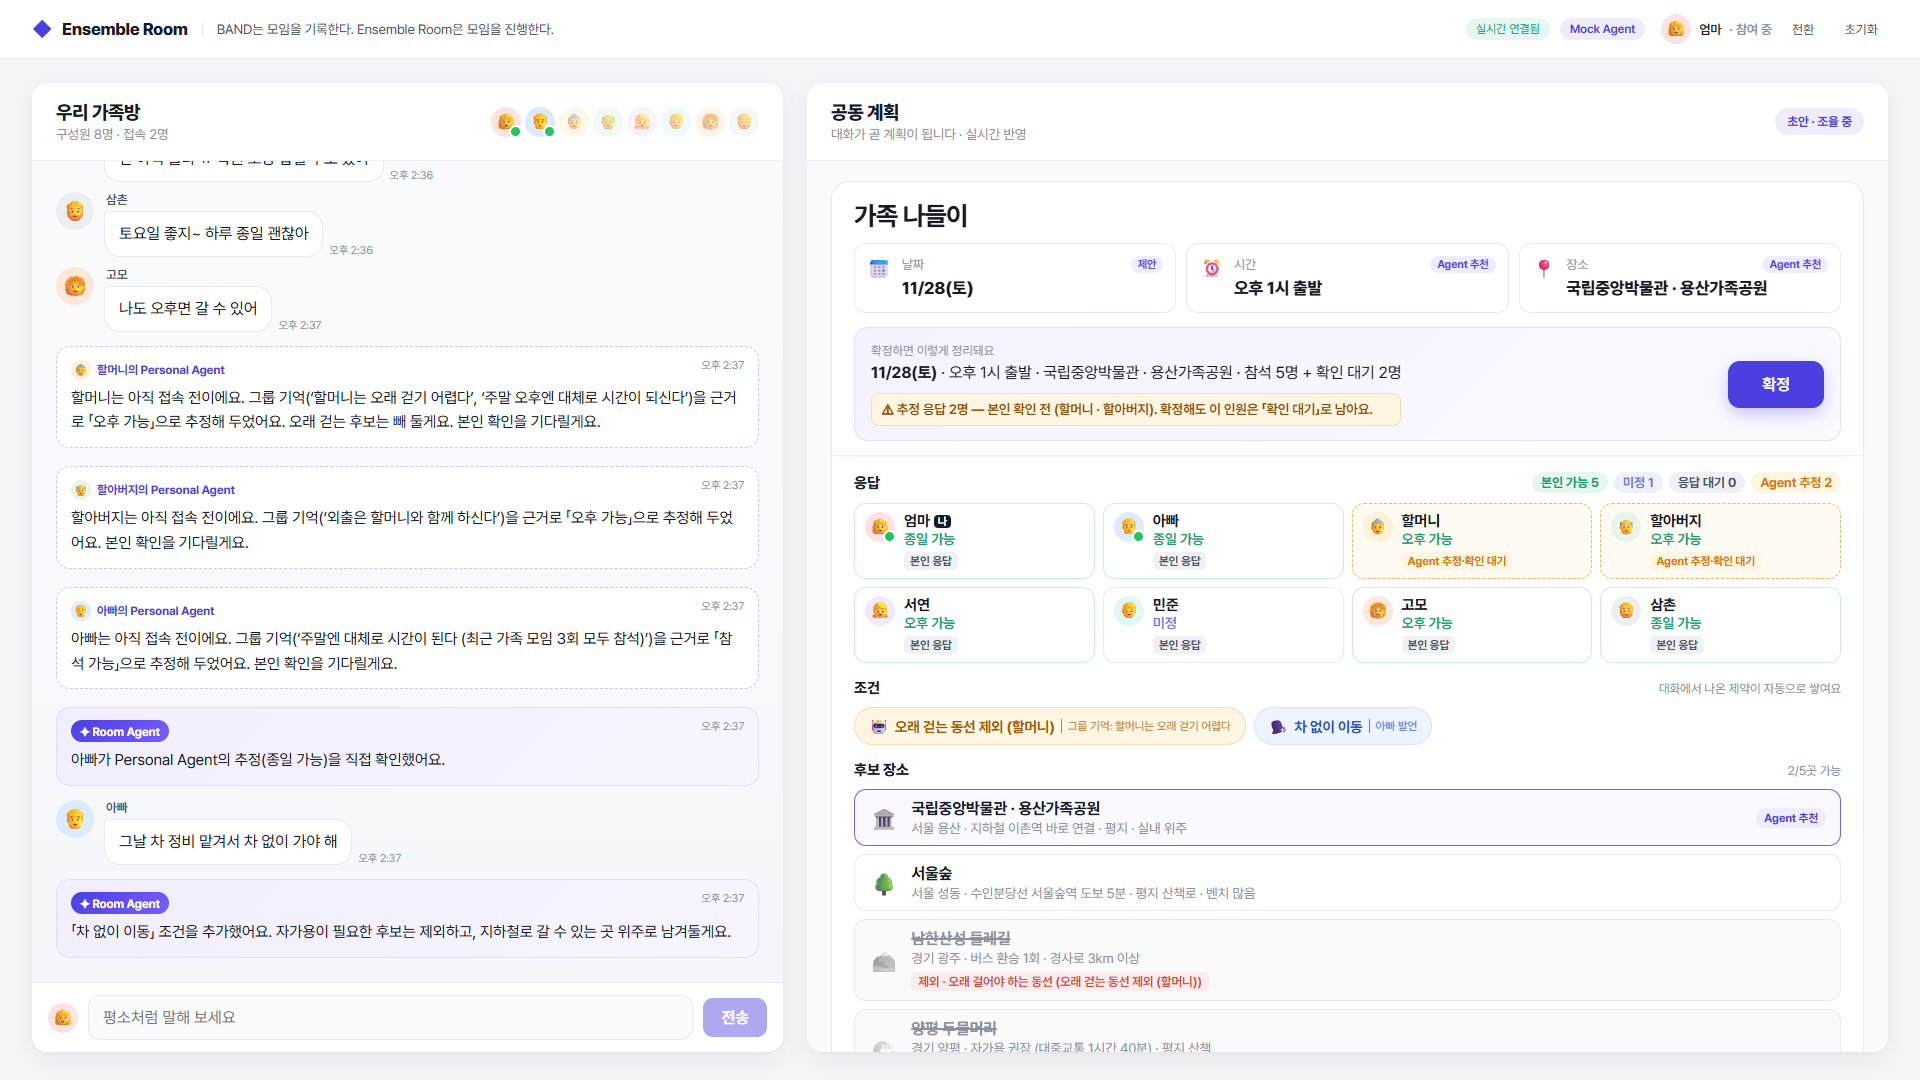 Ensemble Room
BAND는 모임을 기록한다. Ensemble Room은 모임을 진행한다.
실시간 연결됨
Mock Agent
엄마 · 참여 중
전환
초기화
우리 가족방
구성원 8명 · 접속 2명
오후 2:36
삼촌
토요일 좋지~ 하루 종일 괜찮아
오후 2:36
고모
나도 오후면 갈 수 있어
오후 2:37
할머니의 Personal Agent
오후 2:37
할머니는 아직 접속 전이에요. 그룹 기억(‘할머니는 오래 걷기 어렵다’, ‘주말 오후엔 대체로 시간이 되신다’)을 근거
로 「오후 가능」으로 추정해 두었어요. 오래 걷는 후보는 빼 둘게요. 본인 확인을 기다릴게요.
할아버지의 Personal Agent
오후 2:37
할아버지는 아직 접속 전이에요. 그룹 기억(‘외출은 할머니와 함께 하신다’)을 근거로 「오후 가능」으로 추정해 두었
어요. 본인 확인을 기다릴게요.
아빠의 Personal Agent
오후 2:37
아빠는 아직 접속 전이에요. 그룹 기억(‘주말엔 대체로 시간이 된다 (최근 가족 모임 3회 모두 참석)’)을 근거로 「참
석 가능」으로 추정해 두었어요. 본인 확인을 기다릴게요.
✦ Room Agent
오후 2:37
아빠가 Personal Agent의 추정(종일 가능)을 직접 확인했어요.
아빠
그날 차 정비 맡겨서 차 없이 가야 해
오후 2:37
✦ Room Agent
오후 2:37
「차 없이 이동」 조건을 추가했어요. 자가용이 필요한 후보는 제외하고, 지하철로 갈 수 있는 곳 위주로 남겨둘게요.
평소처럼 말해 보세요
전송
공동 계획
대화가 곧 계획이 됩니다 · 실시간 반영
초안 · 조율 중
가족 나들이
날짜
제안
11/28(토)
시간
Agent 추천
오후 1시 출발
장소
Agent 추천
국립중앙박물관 · 용산가족공원
확정하면 이렇게 정리돼요
11/28(토) · 오후 1시 출발 · 국립중앙박물관 · 용산가족공원 · 참석 5명 + 확인 대기 2명
⚠ 추정 응답 2명 — 본인 확인 전 (할머니 · 할아버지). 확정해도 이 인원은 「확인 대기」로 남아요.
확정
응답
본인 가능 5
미정 1
응답 대기 0
Agent 추정 2
엄마 나
종일 가능
본인 응답
아빠
종일 가능
본인 응답
할머니
오후 가능
Agent 추정·확인 대기
할아버지
오후 가능
Agent 추정·확인 대기
서연
오후 가능
본인 응답
민준
미정
본인 응답
고모
오후 가능
본인 응답
삼촌
종일 가능
본인 응답
조건
대화에서 나온 제약이 자동으로 쌓여요
오래 걷는 동선 제외 (할머니) | 그룹 기억: 할머니는 오래 걷기 어렵다
차 없이 이동 | 아빠 발언
후보 장소
2/5곳 가능
국립중앙박물관 · 용산가족공원
서울 용산 · 지하철 이촌역 바로 연결 · 평지 · 실내 위주
Agent 추천
서울숲
서울 성동 · 수인분당선 서울숲역 도보 5분 · 평지 산책로 · 벤치 많음
남한산성 둘레길
경기 광주 · 버스 환승 1회 · 경사로 3km 이상
제외 · 오래 걸어야 하는 동선 (오래 걷는 동선 제외 (할머니))
양평 두물머리
경기 양평 · 자가용 권장 (대중교통 1시간 40분) · 평지 산책